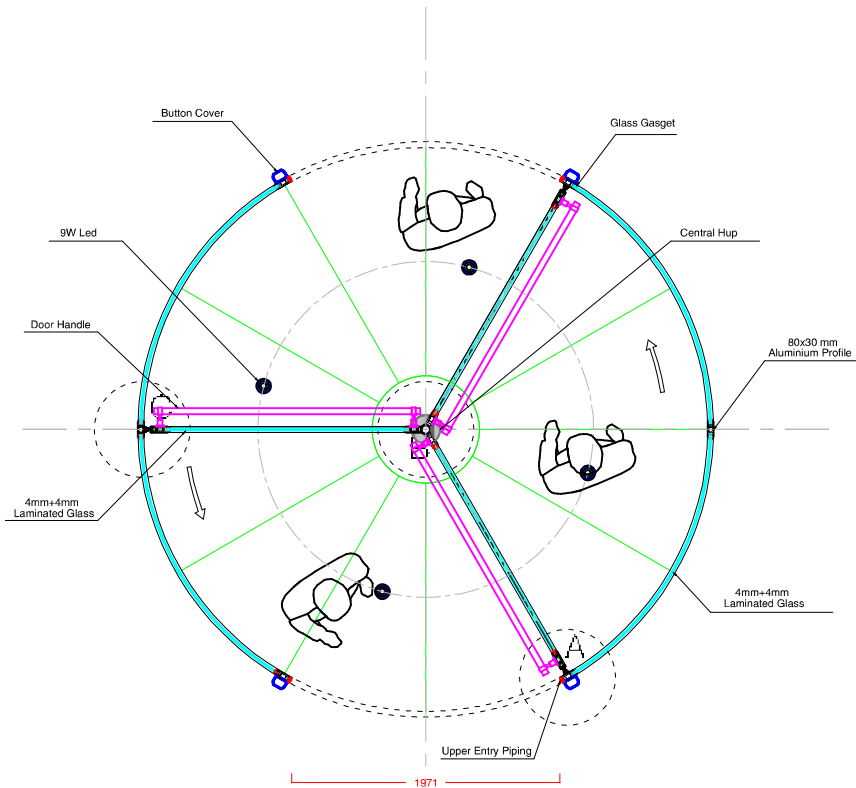 Button Cover
Glass Gasget
9W Led
Central Hup
Door Handle
80x30 mm
Aluminium Profile
4mm+4mm
Laminated Glass
4mm+4mm
Laminated Glass
A
Upper Entry Piping
1971